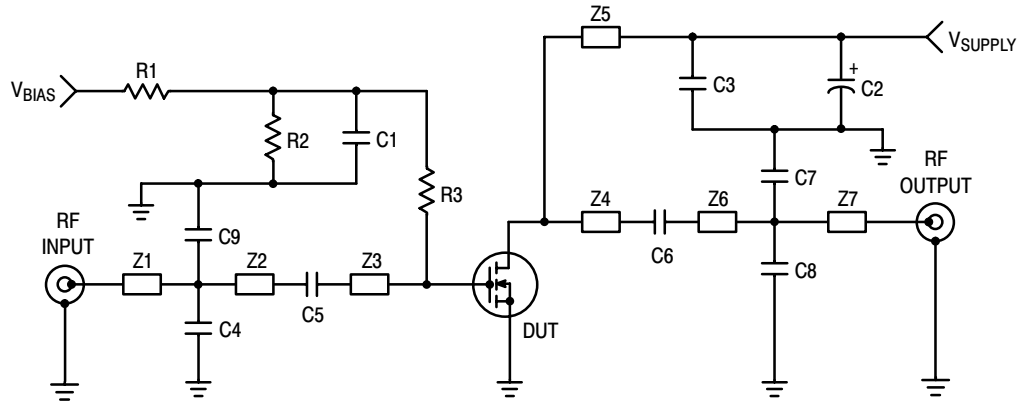 Z5
VSUPPLY
R1
VBIAS
C3
+
C2
R2
C1
R3
C7
RF
OUTPUT
RF
INPUT
C9
Z4
Z6
Z7
C6
Z1
Z2
Z3
C8
C4
C5
DUT